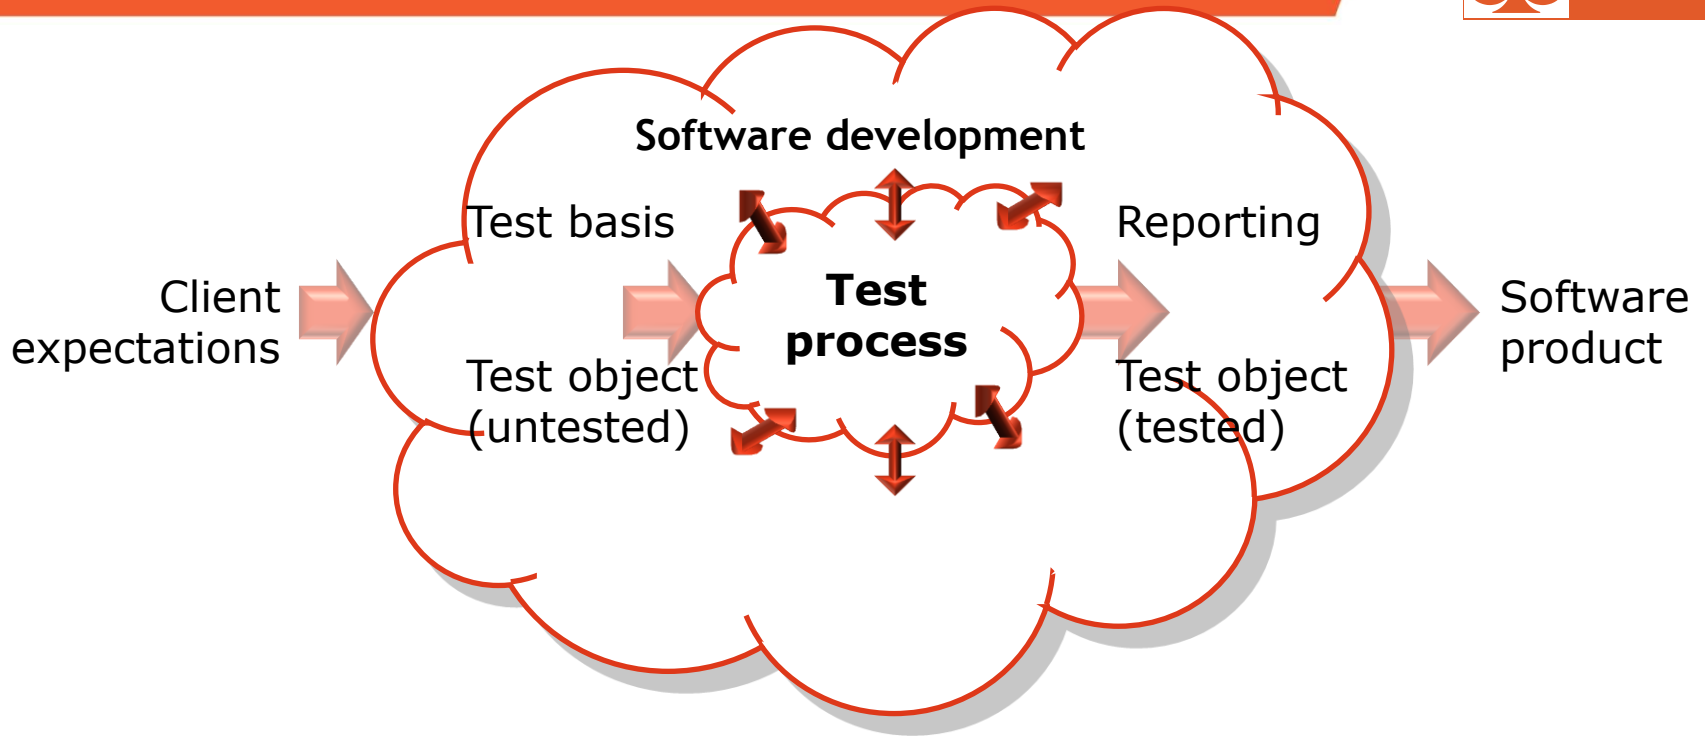 Software development
Test basis
Reporting
Client
expectations
Test
process
Software
product
Test object
(untested)
Test object
(tested)